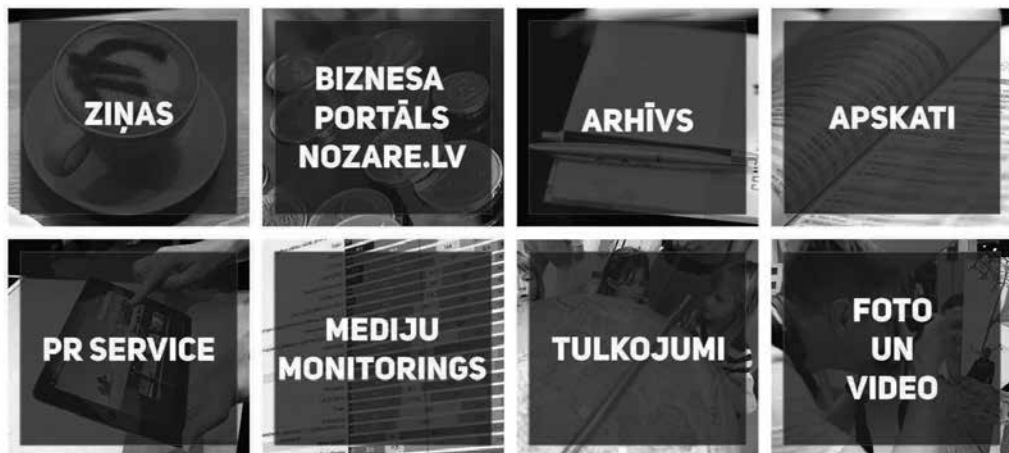 ZIŅAS
BIZNESA
PORTĀLS
NOZARE.LV
ARHĪVS
APSKATI
PR SERVICE
MEDIJU
MONITORINGS
TULKOJUMI
FOTO
UN
VIDEO